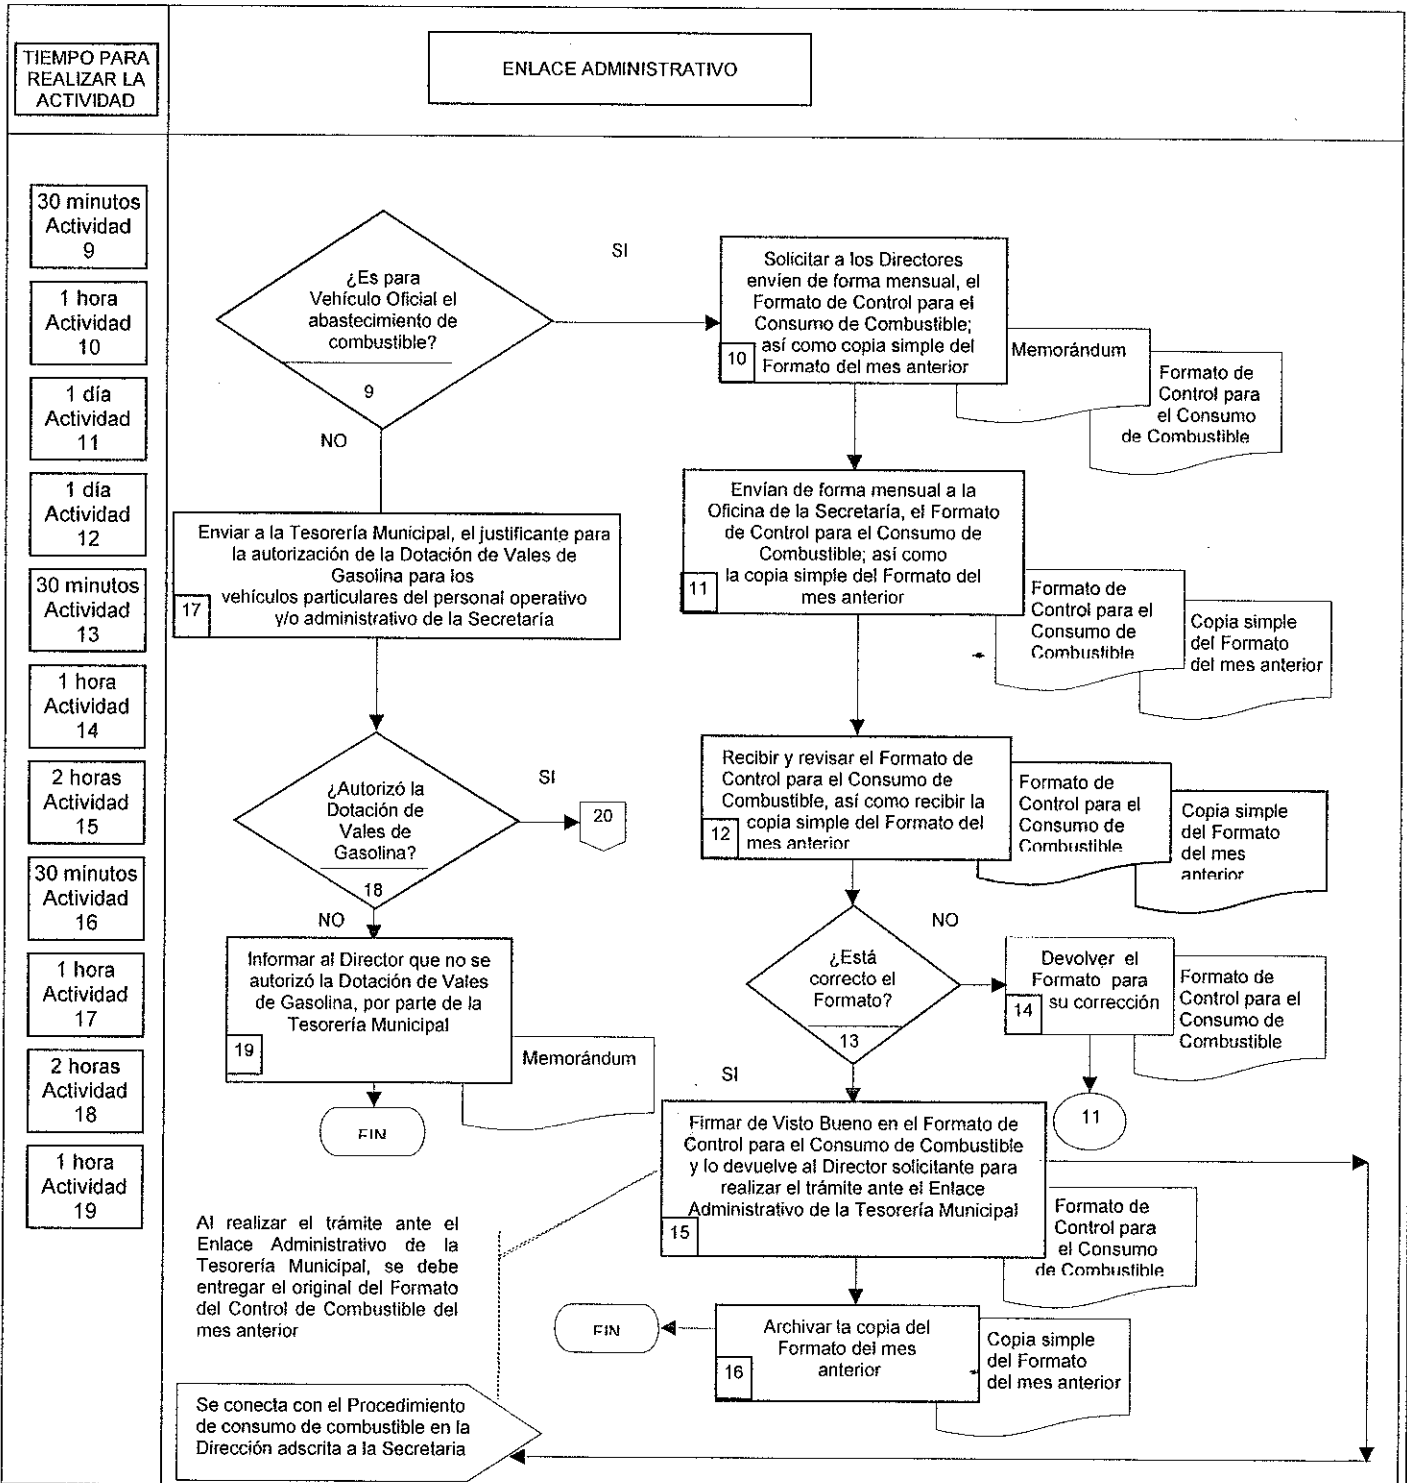 TIEMPO PARA
REALIZAR LA
ACTIVIDAD
ENLACE ADMINISTRATIVO
30 minutos
Actividad
9
1 hora
Actividad
10
1 día
Actividad
11
1 día
Actividad
12
30 minutos
Actividad
13
1 hora
Actividad
14
2 horas
Actividad
15
30 minutos
Actividad
16
1 hora
Actividad
17
2 horas
Actividad
18
1 hora
Actividad
19
¿Es para
Vehículo Oficial el
abastecimiento de
combustible?
9
SI
NO
Solicitar a los Directores
envíen de forma mensual, el
Formato de Control para el
Consumo de Combustible;
así como copia simple del
Formato del mes anterior
10
Memorándum
Formato de
Control para
el Consumo
de Combustible
Envían de forma mensual a la
Oficina de la Secretaría, el Formato
de Control para el Consumo de
Combustible; así como
la copia simple del Formato del
mes anterior
11
Formato de
Control para el
Consumo de
Combustible
Copia simple
del Formato
del mes anterior
Enviar a la Tesorería Municipal, el justificante para
la autorización de la Dotación de Vales de
Gasolina para los
vehículos particulares del personal operativo
y/o administrativo de la Secretaría
17
¿Autorizó la
Dotación de
Vales de
Gasolina?
18
SI
20
NO
Recibir y revisar el Formato de
Control para el Consumo de
Combustible, así como recibir la
copia simple del Formato del
mes anterior
12
Formato de
Control para el
Consumo de
Combustible
Copia simple
del Formato
del mes
anterior
Informar al Director que no se
autorizó la Dotación de Vales
de Gasolina, por parte de la
Tesorería Municipal
19
Memorándum
FIN
¿Está
correcto el
Formato?
13
NO
SI
Devolver el
Formato para
su corrección
14
Formato de
Control para el
Consumo de
Combustible
11
Firmar de Visto Bueno en el Formato de
Control para el Consumo de Combustible
y lo devuelve al Director solicitante para
realizar el trámite ante el Enlace
Administrativo de la Tesorería Municipal
15
Formato de
Control para
el Consumo
de Combustible
Al realizar el trámite ante el
Enlace Administrativo de la
Tesorería Municipal, se debe
entregar el original del Formato
del Control de Combustible del
mes anterior
FIN
Archivar la copia del
Formato del mes
anterior
16
Copia simple
del Formato
del mes anterior
Se conecta con el Procedimiento
de consumo de combustible en la
Dirección adscrita a la Secretaria